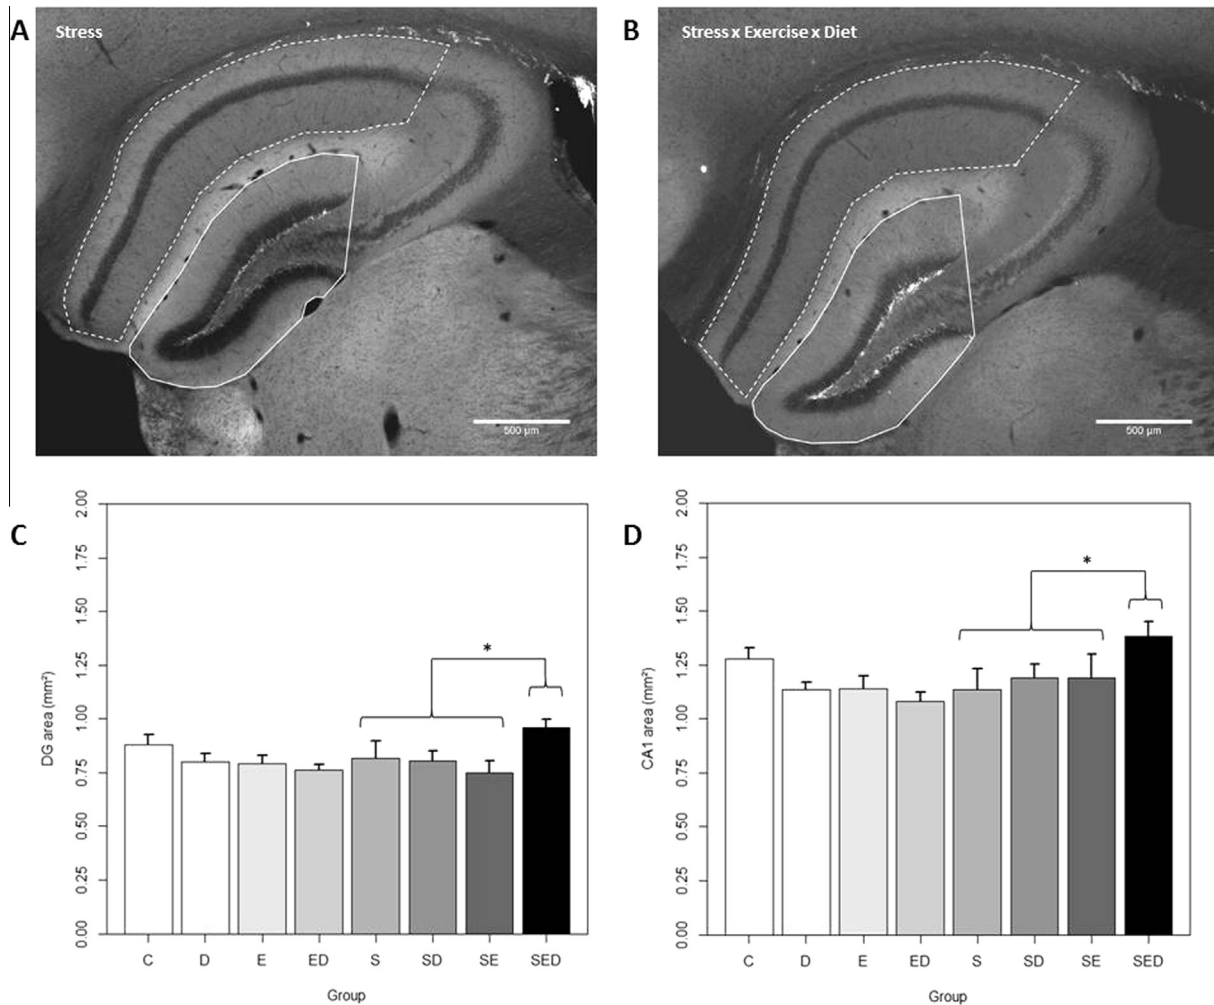 A
Stress
500 µm
B
Stress x Exercise x Diet
500 µm
C
DG area (mm²)
2.00
1.75
1.50
1.25
1.00
0.75
0.50
0.25
0.00
*
C D E ED S SD SE SED
Group
D
CA1 area (mm²)
2.00
1.75
1.50
1.25
1.00
0.75
0.50
0.25
0.00
*
C D E ED S SD SE SED
Group